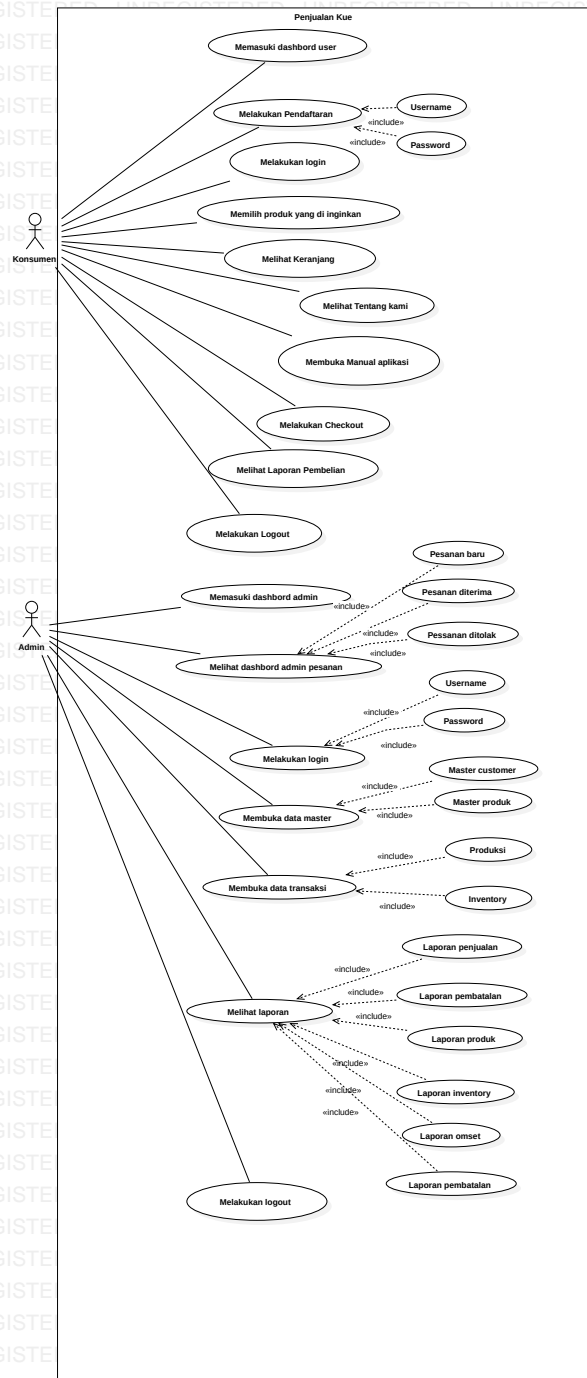 Penjualan Kue
Memasuki dashbord user
Melakukan Pendaftaran
Username
«include»
«include»
Password
Melakukan login
Memilih produk yang di inginkan
Konsumen
Melihat Keranjang
Melihat Tentang kami
Membuka Manual aplikasi
Melakukan Checkout
Melihat Laporan Pembelian
Melakukan Logout
Pesanan baru
Memasuki dashbord admin
Pesanan diterima
«include»
Admin
«include»
Pessanan ditolak
«include»
Melihat dashbord admin pesanan
Username
«include»
Password
«include»
Melakukan login
Master customer
«include»
Master produk
«include»
Membuka data master
Produksi
«include»
Membuka data transaksi
Inventory
«include»
Laporan penjualan
«include»
Laporan pembatalan
«include»
Melihat laporan
«include»
Laporan produk
«include»
Laporan inventory
«include»
«include»
Laporan omset
Laporan pembatalan
Melakukan logout